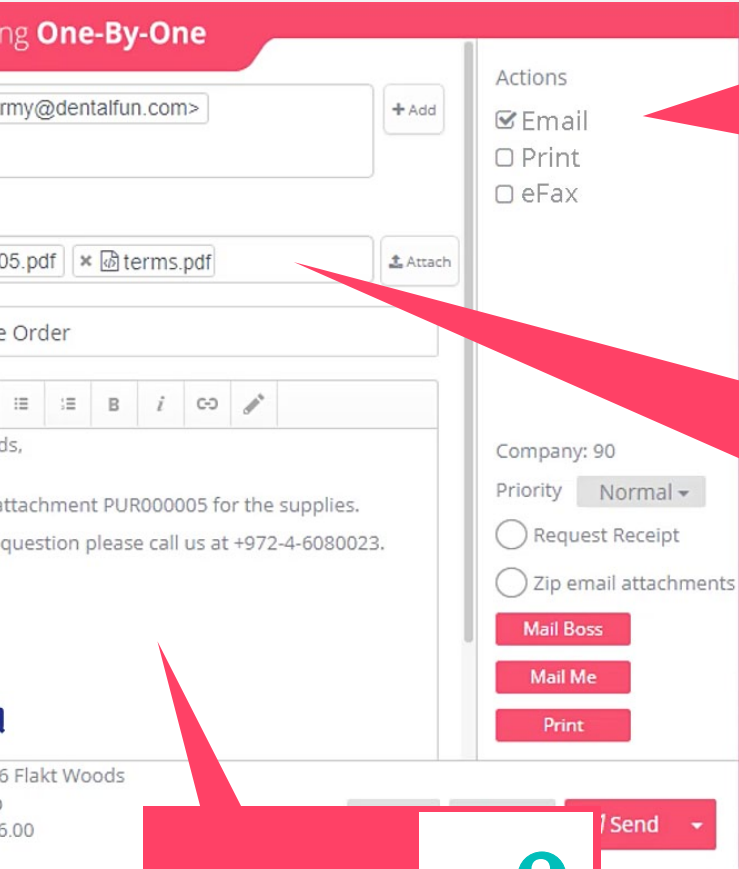 ng One-By-One
rmy@dentalfun.com>
+ Add
05.pdf
× terms.pdf
Attach
e Order
B i
ds,
attachment PUR000005 for the supplies.
question please call us at +972-4-6080023.
6 Flakt Woods
6.00
Actions
Email
Print
eFax
Company: 90
Priority Normal
Request Receipt
Zip email attachments
Mail Boss
Mail Me
Print
Send